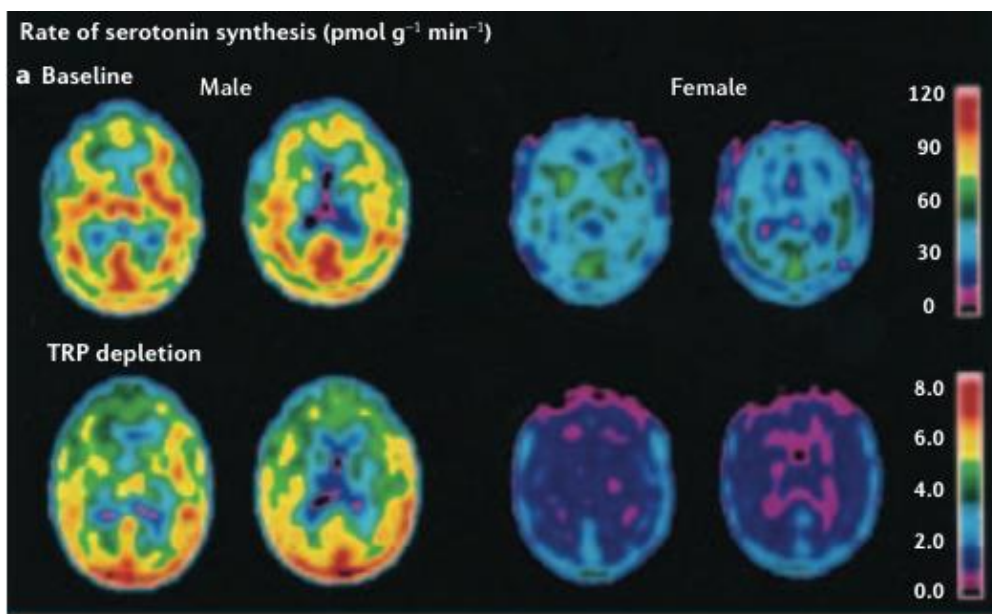 Rate of serotonin synthesis (pmol g⁻¹ min⁻¹)
a Baseline
Male
Female
120
90
60
30
0
TRP depletion
8.0
6.0
4.0
2.0
0.0